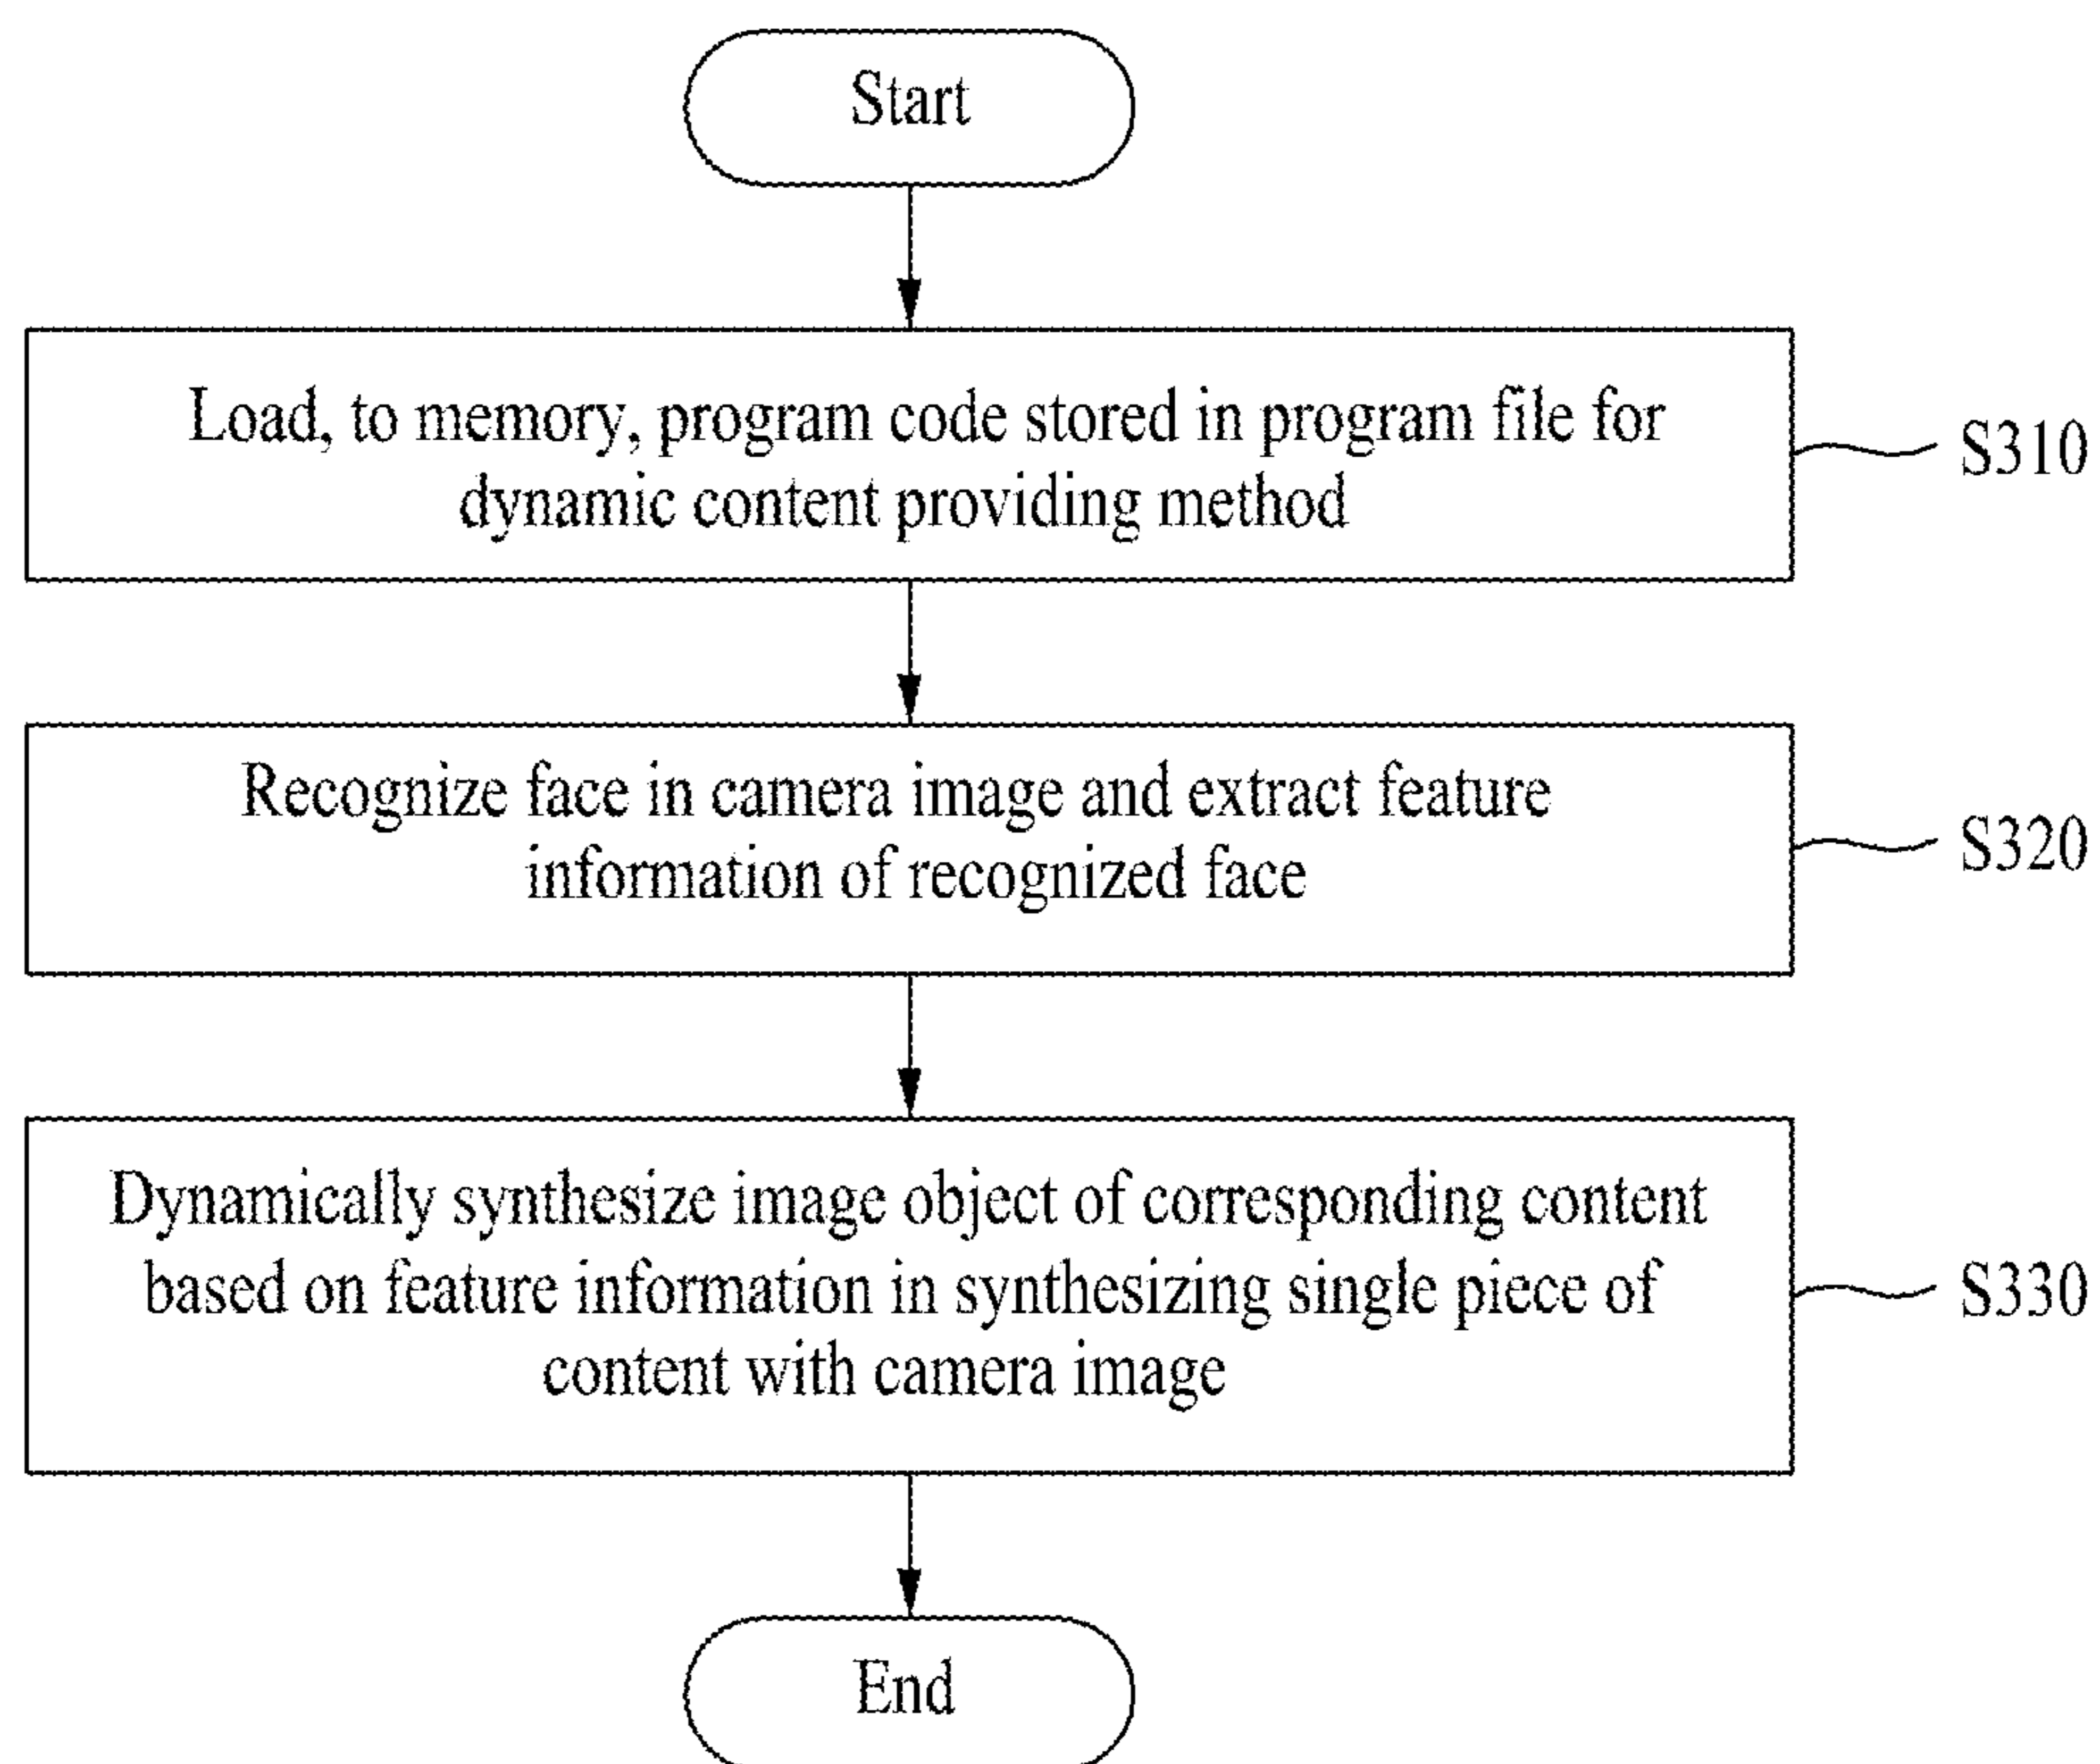 Start
Load, to memory, program code stored in program file for
dynamic content providing method
S310
Recognize face in camera image and extract feature
information of recognized face
S320
Dynamically synthesize image object of corresponding content
based on feature information in synthesizing single piece of
content with camera image
S330
End